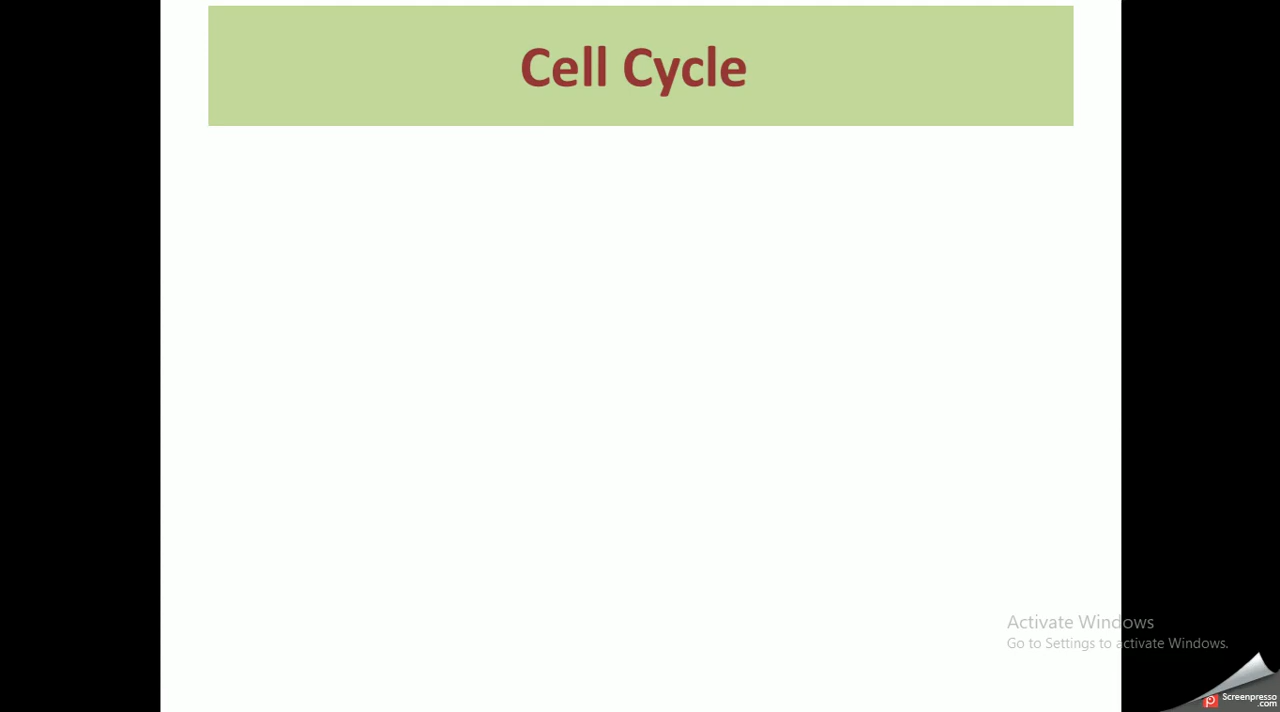 Cell Cycle
Activate Windows
Go to Settings to activate Windows.
Screenpresso
.com